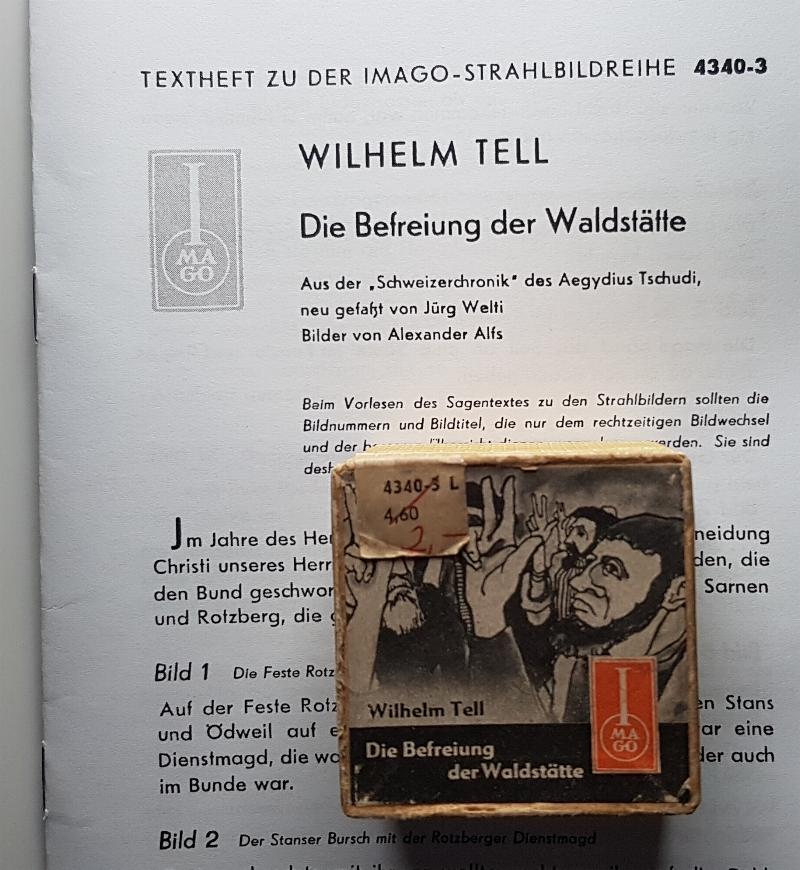 TEXTHEFT ZU DER IMAGO-STRAHLBILDREIHE 4340-3
I
MA
GO
WILHELM TELL
Die Befreiung der Waldstätte
Aus der „Schweizerchronik" des Aegydius Tschudi,
neu gefaßt von Jürg Welti
Bilder von Alexander Alfs
Beim Vorlesen des Sagentextes zu den Strahlbildern sollten die
Bildnummern und Bildtitel, die nur dem rechtzeitigen Bildwechsel
und der werden. Sie sind
Jm Jahre des neidung
Christi unseres den, die
den Bund Sarnen
und Rotzberg, die
Bild 1 Die Feste
Auf der Feste en Stans
und Ödweil auf ar eine
Dienstmagd, die der auch
im Bunde war.
Bild 2 Der Stanser Bursch mit der Rotzberger Dienstmagd
4340-3 L
4,60
2,–
Wilhelm Tell
Die Befreiung
der Waldstätte
I
MA
GO